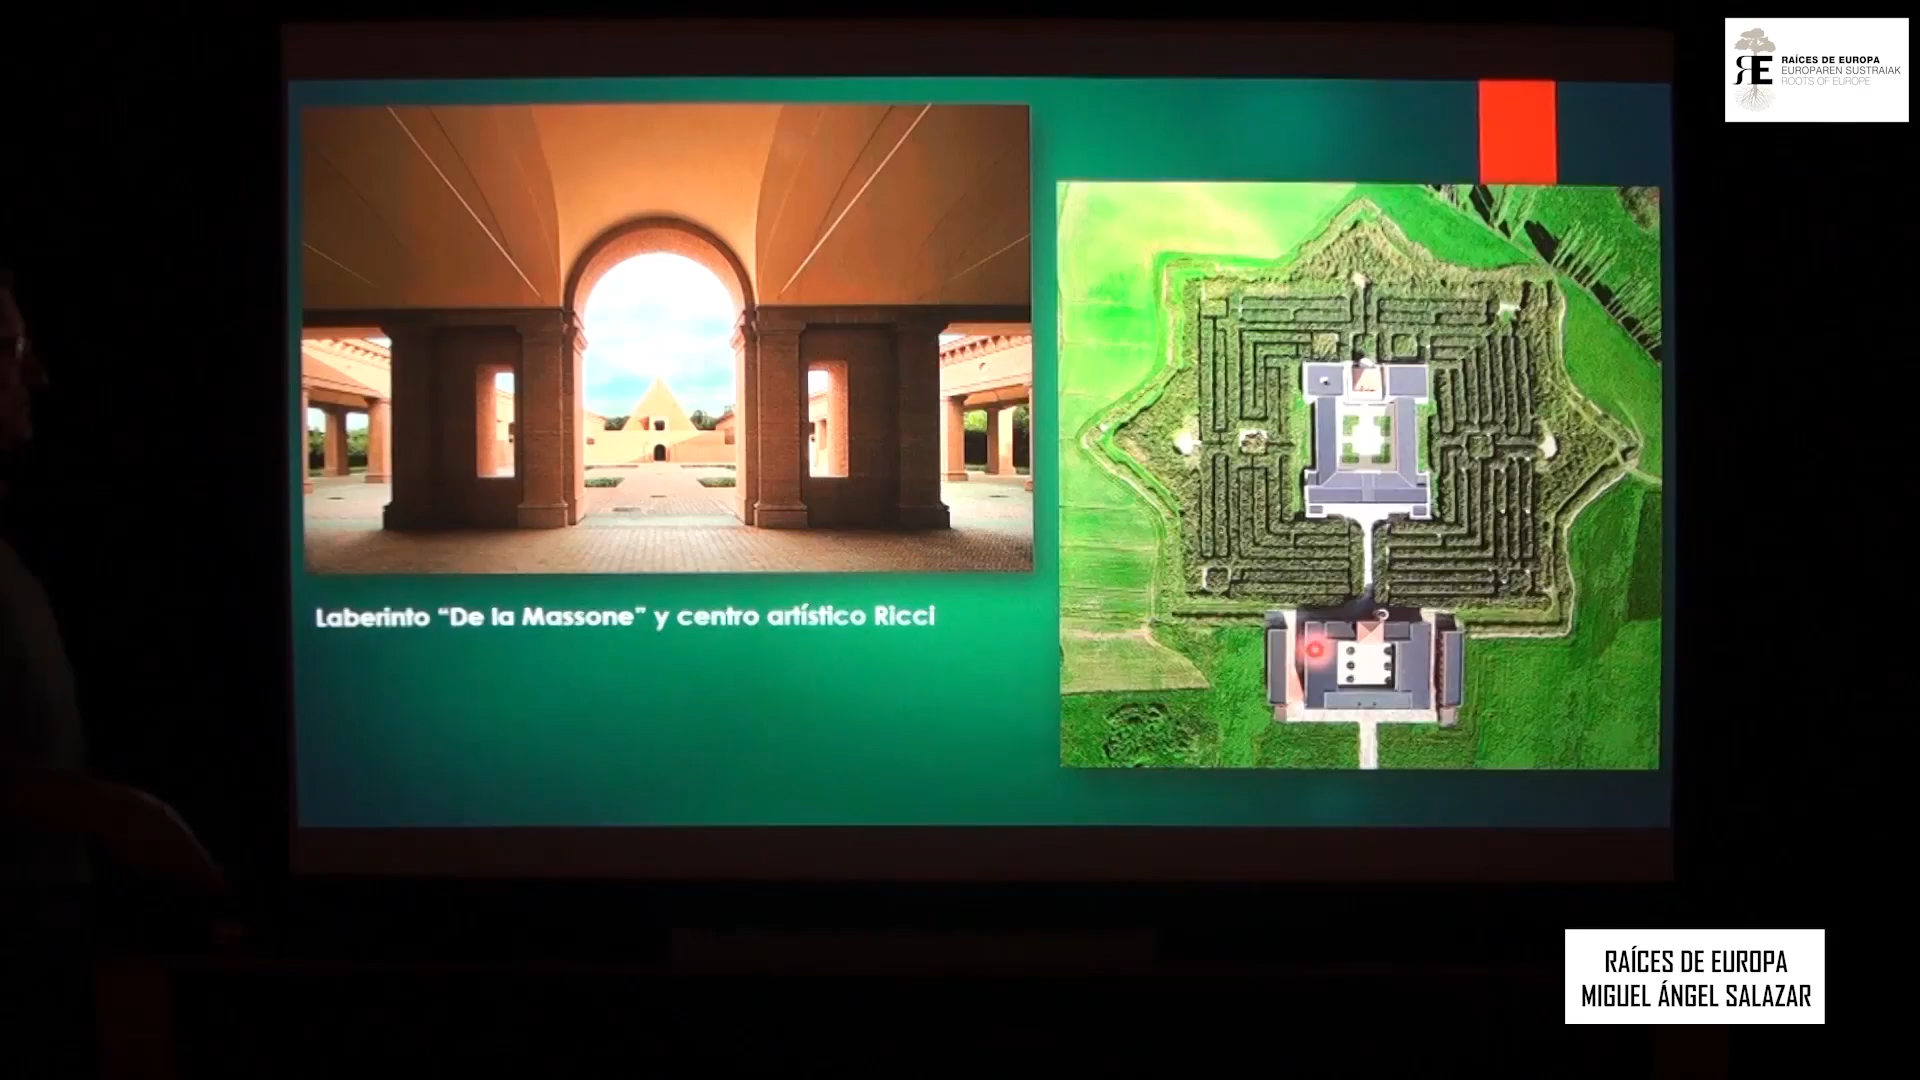 RAÍCES DE EUROPA
EUROPAREN SUSTRAIAK
ROOTS OF EUROPE
Laberinto “De la Massone” y centro artístico Ricci
RAÍCES DE EUROPA
MIGUEL ÁNGEL SALAZAR